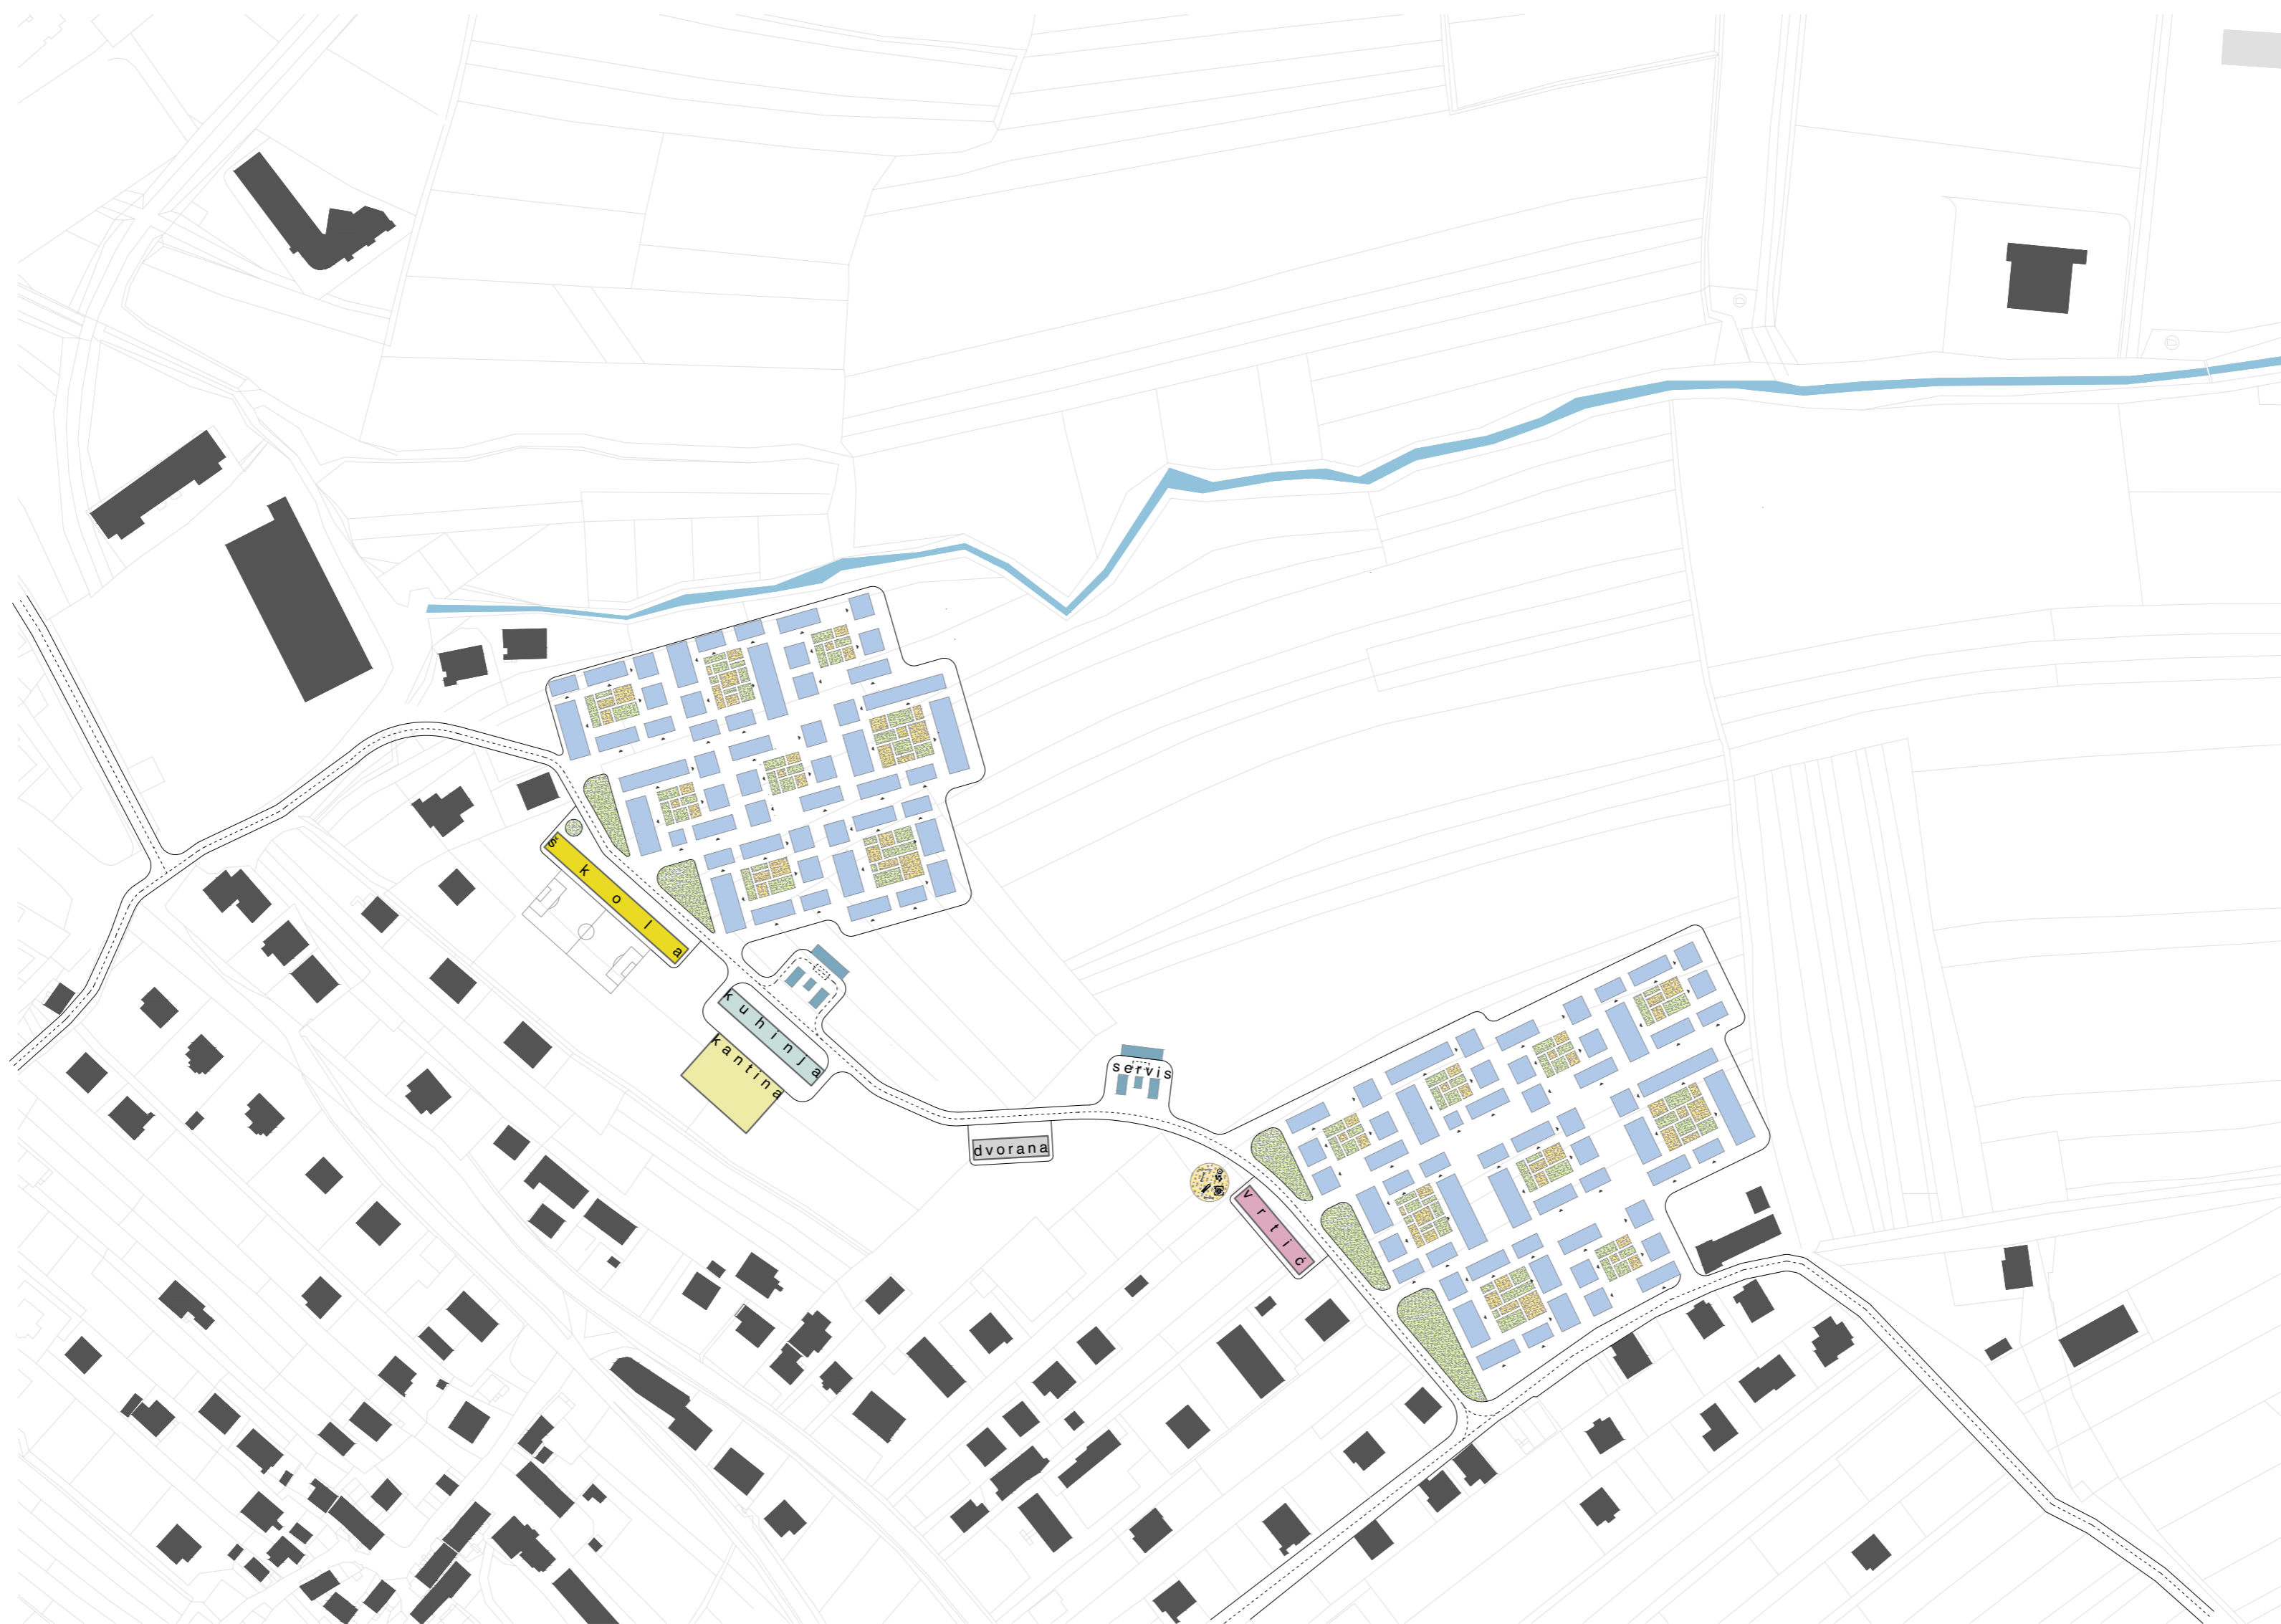 škola
kuhinja
kantina
servis
dvorana
vrtić